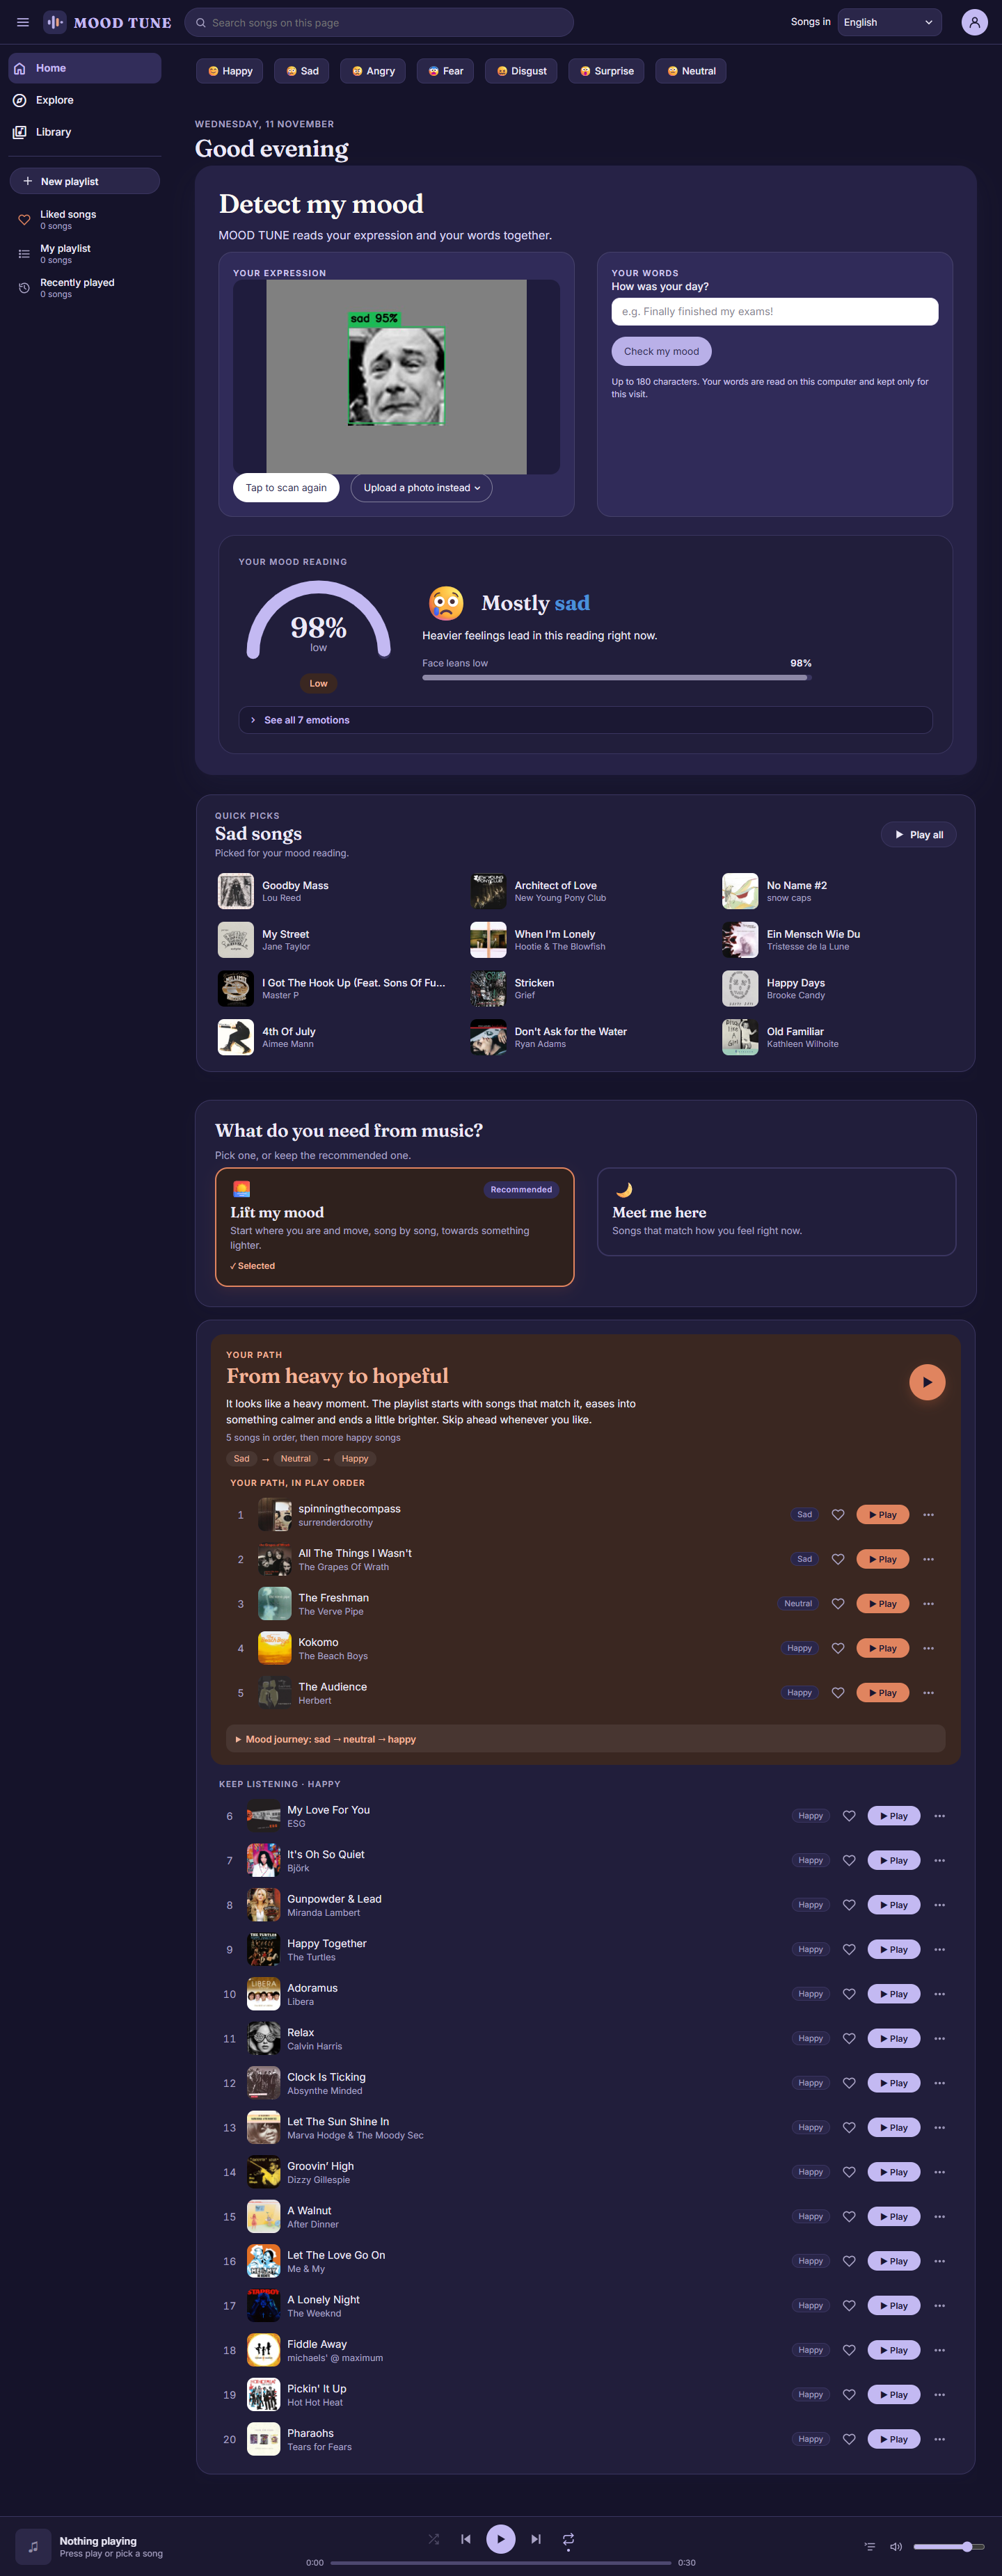 MOOD TUNE
Search songs on this page
Songs in
English
Home
Explore
Library
New playlist
Liked songs
0 songs
My playlist
0 songs
Recently played
0 songs
Happy
Sad
Angry
Fear
Disgust
Surprise
Neutral
WEDNESDAY, 11 NOVEMBER
Good evening
Detect my mood
MOOD TUNE reads your expression and your words together.
YOUR EXPRESSION
sad 95%
Tap to scan again
Upload a photo instead
YOUR WORDS
How was your day?
e.g. Finally finished my exams!
Check my mood
Up to 180 characters. Your words are read on this computer and kept only for
this visit.
YOUR MOOD READING
98%
low
Low
Mostly sad
Heavier feelings lead in this reading right now.
Face leans low
98%
See all 7 emotions
QUICK PICKS
Sad songs
Picked for your mood reading.
Play all
Goodby Mass
Lou Reed
Architect of Love
New Young Pony Club
No Name #2
snow caps
My Street
Jane Taylor
When I'm Lonely
Hootie & The Blowfish
Ein Mensch Wie Du
Tristesse de la Lune
I Got The Hook Up (Feat. Sons Of Fu...
Master P
Stricken
Grief
Happy Days
Brooke Candy
4th Of July
Aimee Mann
Don't Ask for the Water
Ryan Adams
Old Familiar
Kathleen Wilhoite
What do you need from music?
Pick one, or keep the recommended one.
Recommended
Lift my mood
Start where you are and move, song by song, towards something
lighter.
✓ Selected
Meet me here
Songs that match how you feel right now.
YOUR PATH
From heavy to hopeful
It looks like a heavy moment. The playlist starts with songs that match it, eases into
something calmer and ends a little brighter. Skip ahead whenever you like.
5 songs in order, then more happy songs
Sad → Neutral → Happy
YOUR PATH, IN PLAY ORDER
1 spinningthecompass
surrenderdorothy
Sad
Play
2 All The Things I Wasn't
The Grapes Of Wrath
Sad
Play
3 The Freshman
The Verve Pipe
Neutral
Play
4 Kokomo
The Beach Boys
Happy
Play
5 The Audience
Herbert
Happy
Play
Mood journey: sad → neutral → happy
KEEP LISTENING · HAPPY
6 My Love For You
ESG
Happy
Play
7 It's Oh So Quiet
Björk
Happy
Play
8 Gunpowder & Lead
Miranda Lambert
Happy
Play
9 Happy Together
The Turtles
Happy
Play
10 Adoramus
Libera
Happy
Play
11 Relax
Calvin Harris
Happy
Play
12 Clock Is Ticking
Absynthe Minded
Happy
Play
13 Let The Sun Shine In
Marva Hodge & The Moody Sec
Happy
Play
14 Groovin' High
Dizzy Gillespie
Happy
Play
15 A Walnut
After Dinner
Happy
Play
16 Let The Love Go On
Me & My
Happy
Play
17 A Lonely Night
The Weeknd
Happy
Play
18 Fiddle Away
michaels' @ maximum
Happy
Play
19 Pickin' It Up
Hot Hot Heat
Happy
Play
20 Pharaohs
Tears for Fears
Happy
Play
Nothing playing
Press play or pick a song
0:00
0:30